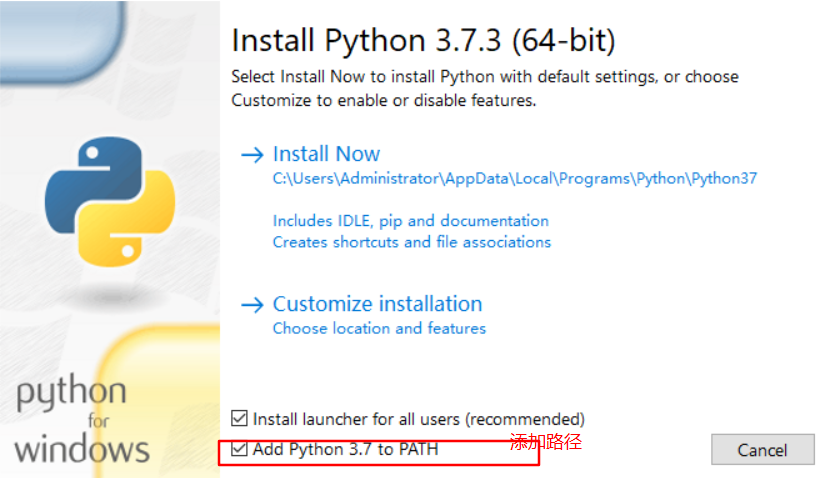 Install Python 3.7.3 (64-bit)
Select Install Now to install Python with default settings, or choose
Customize to enable or disable features.
→ Install Now
C:\Users\Administrator\AppData\Local\Programs\Python\Python37
Includes IDLE, pip and documentation
Creates shortcuts and file associations
→ Customize installation
Choose location and features
python
for
windows
Install launcher for all users (recommended)
Add Python 3.7 to PATH
添加路径
Cancel